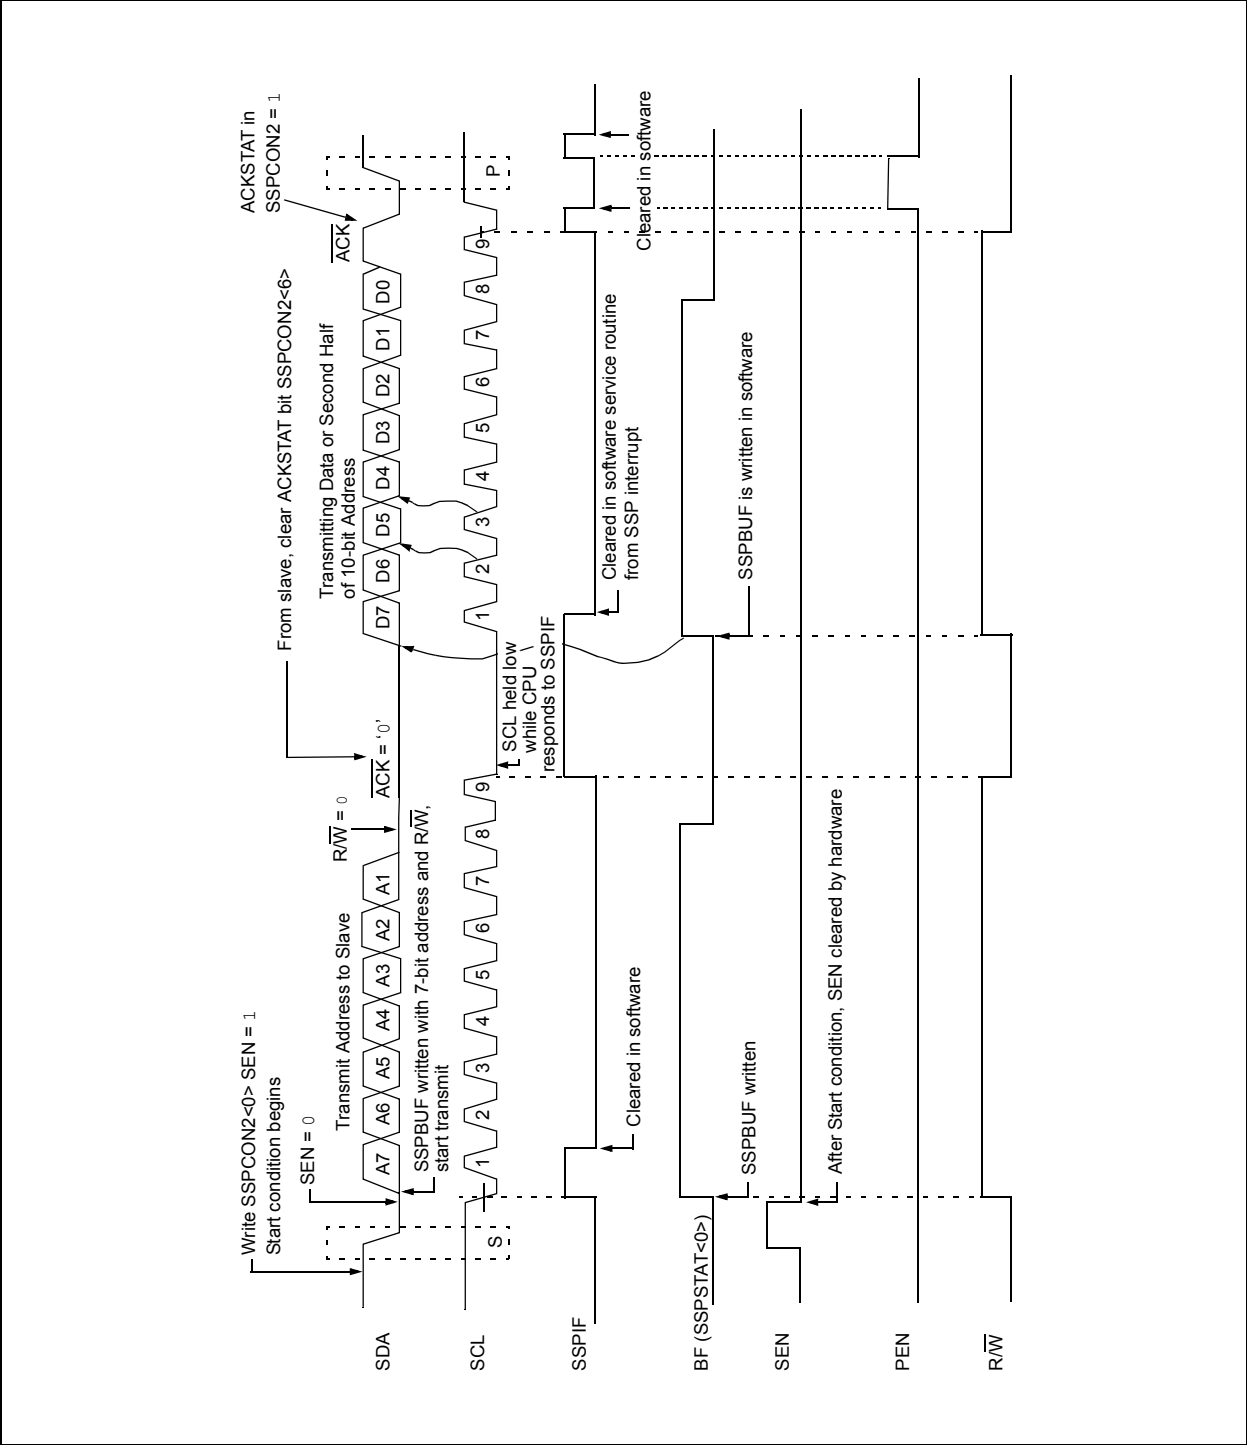 Write SSPCON2<0> SEN = 1
Start condition begins
SEN = 0
From slave, clear ACKSTAT bit SSPCON2<6>
ACKSTAT in
SSPCON2 = 1
Transmit Address to Slave
R/W = 0
ACK = ‘0’
Transmitting Data or Second Half
of 10-bit Address
ACK
SDA
A7 A6 A5 A4 A3 A2 A1
D7 D6 D5 D4 D3 D2 D1 D0
SSPBUF written with 7-bit address and R/W,
start transmit
SCL
S
1 2 3 4 5 6 7 8 9
1 2 3 4 5 6 7 8 9
P
SCL held low
while CPU
responds to SSPIF
SSPIF
Cleared in software
Cleared in software service routine
from SSP interrupt
Cleared in software
BF (SSPSTAT<0>)
SSPBUF written
SSPBUF is written in software
SEN
After Start condition, SEN cleared by hardware
PEN
R/W